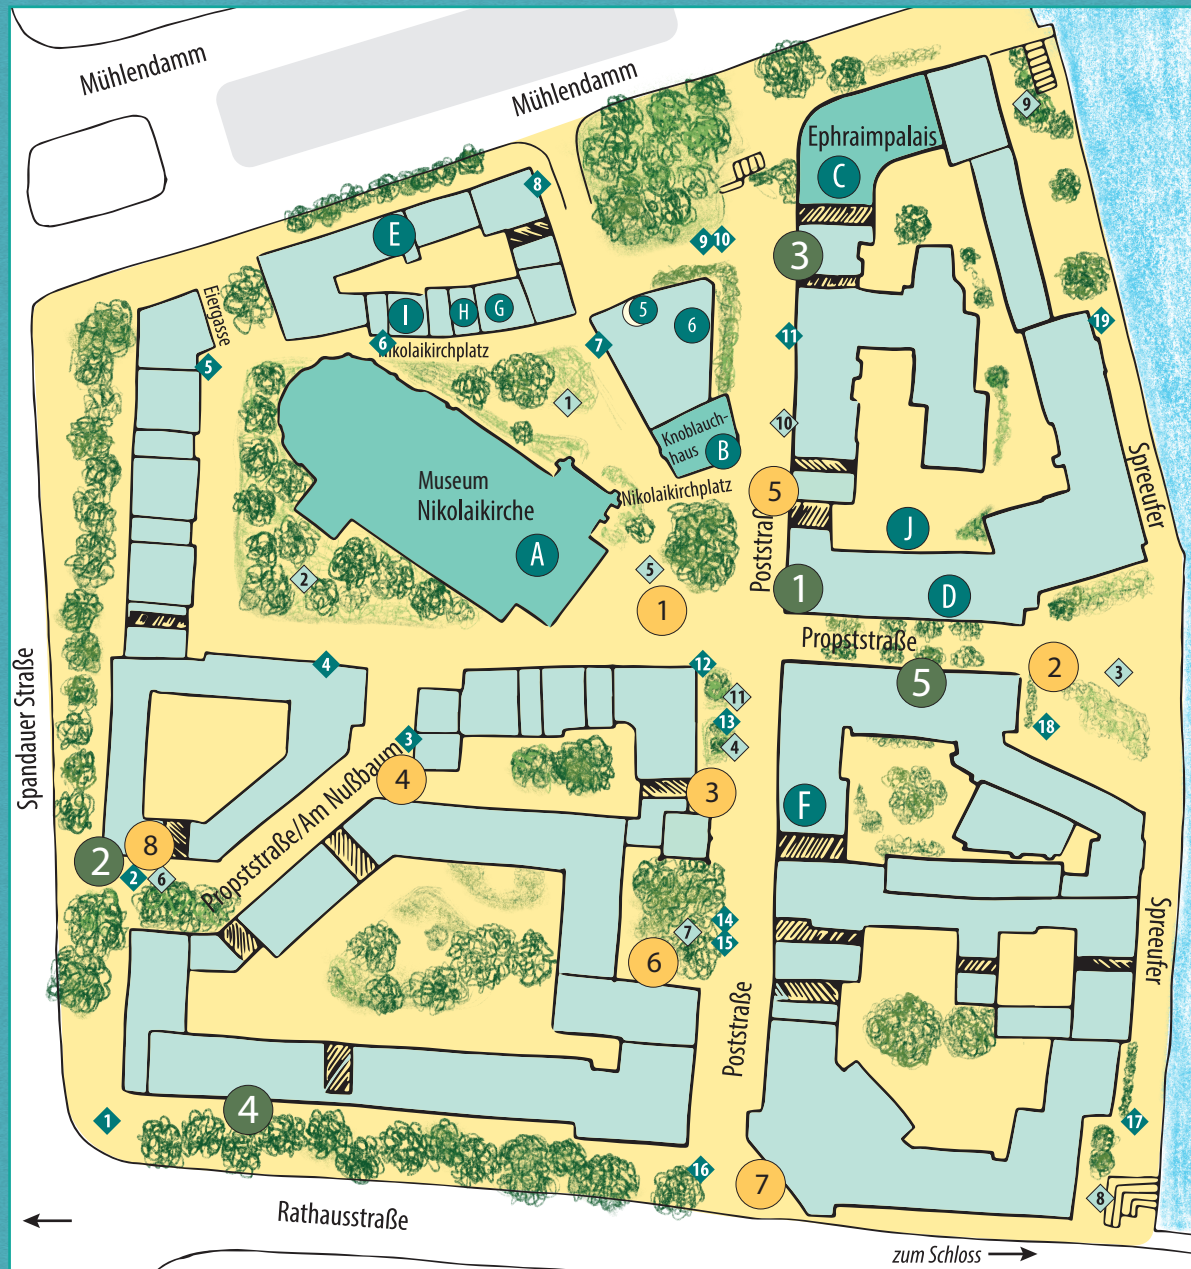 Mühlendamm
Mühlendamm
Ephraimpalais
C
9
8
E
9
10
3
I
H
G
5
6
19
Eiergasse
6
Nikolaikirchplatz
7
11
5
1
10
Knoblauch-
haus
B
Museum
Nikolaikirche
A
Nikolaikirchplatz
5
Poststraße
J
Spreeufer
2
5
1
1
D
Propststraße
4
12
11
13
4
5
2
3
18
Spandauer Straße
3
4
Propststraße/Am Nußbaum
3
F
8
2
2
6
14
7
15
6
Poststraße
Spreeufer
4
1
16
7
17
8
Rathausstraße
zum Schloss